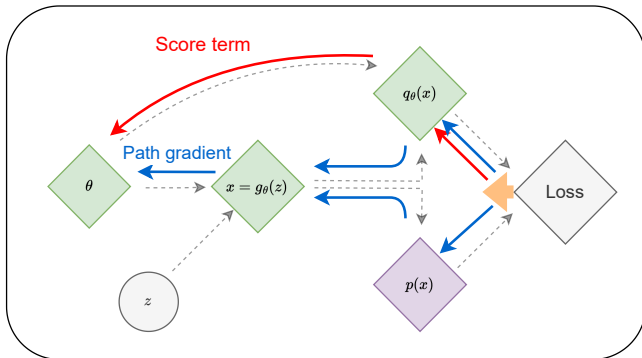 Score term
q_θ(x)
Path gradient
θ
x = g_θ(z)
Loss
z
p(x)